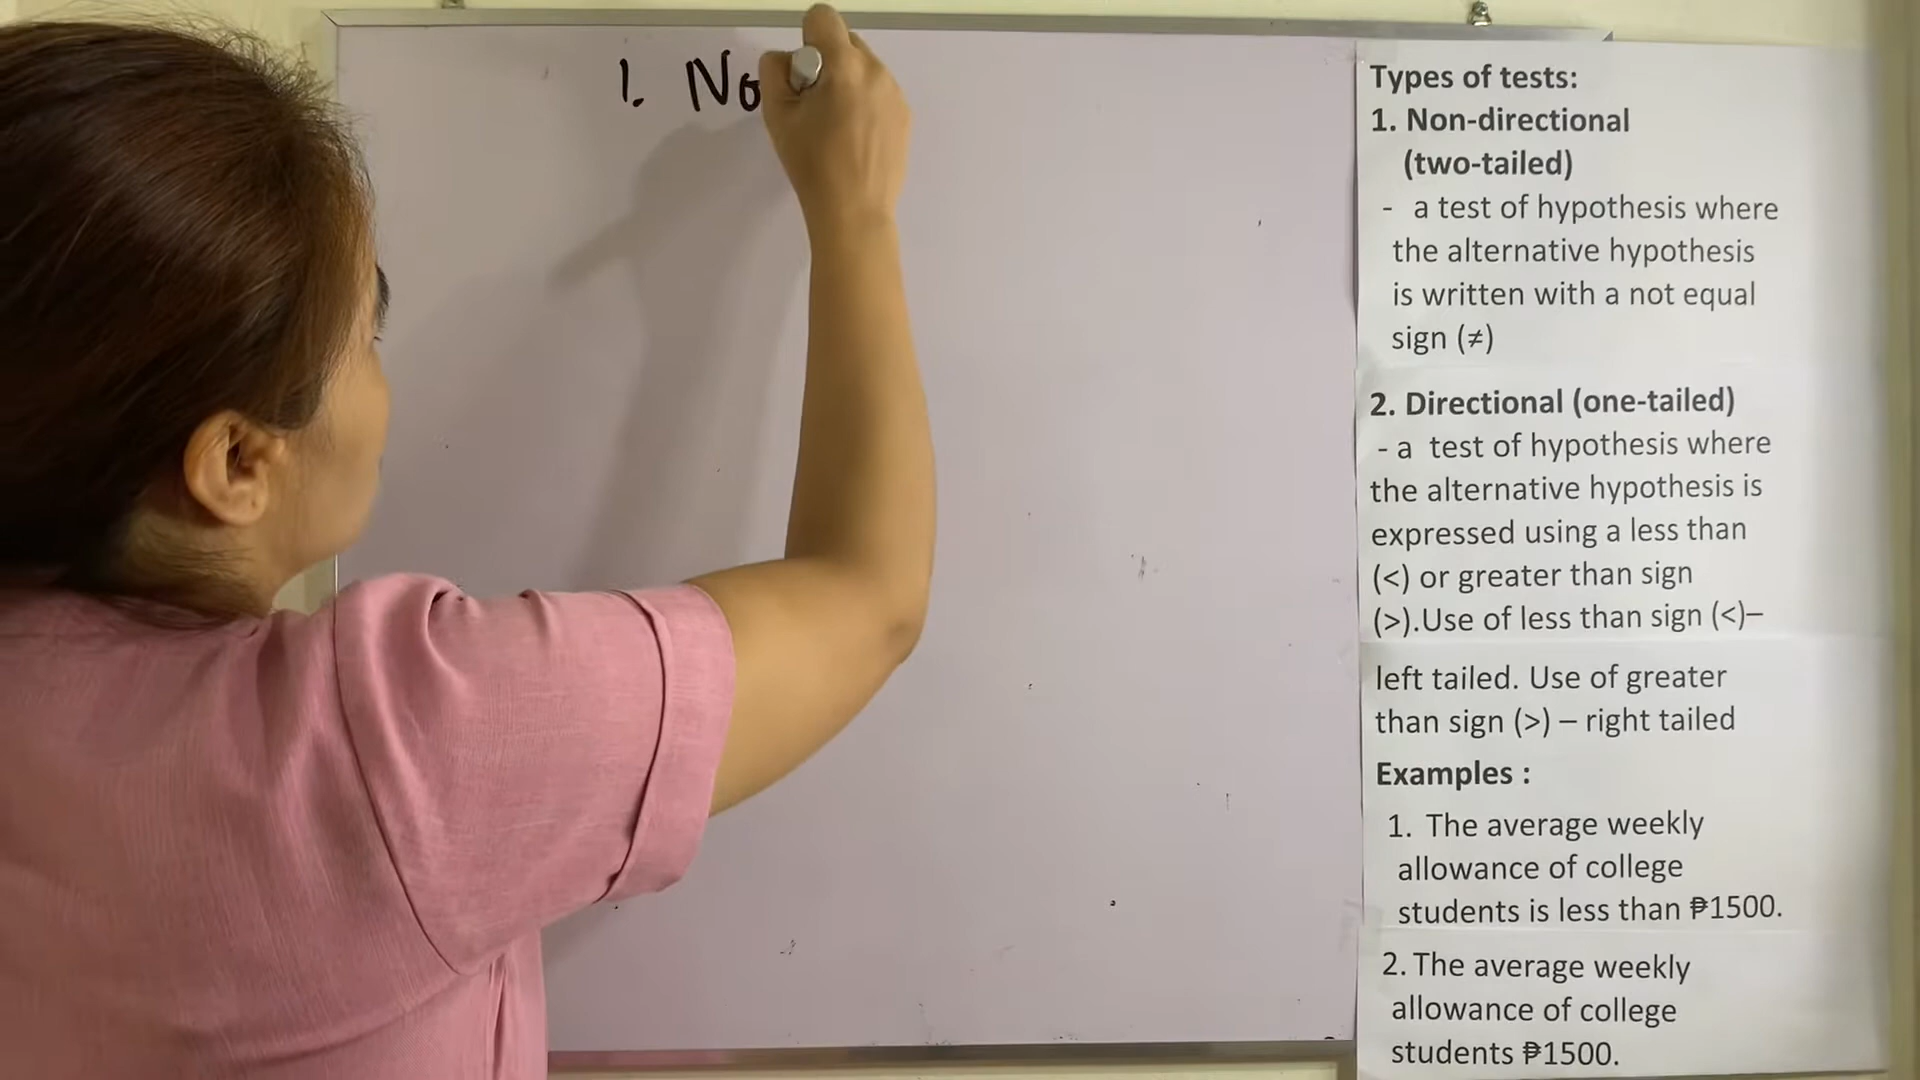 1. No
Types of tests:
1. Non-directional
(two-tailed)
- a test of hypothesis where
the alternative hypothesis
is written with a not equal
sign (≠)
2. Directional (one-tailed)
- a test of hypothesis where
the alternative hypothesis is
expressed using a less than
(<) or greater than sign
(>).Use of less than sign (<)–
left tailed. Use of greater
than sign (>) – right tailed
Examples :
1. The average weekly
allowance of college
students is less than ₱1500.
2. The average weekly
allowance of college
students ₱1500.